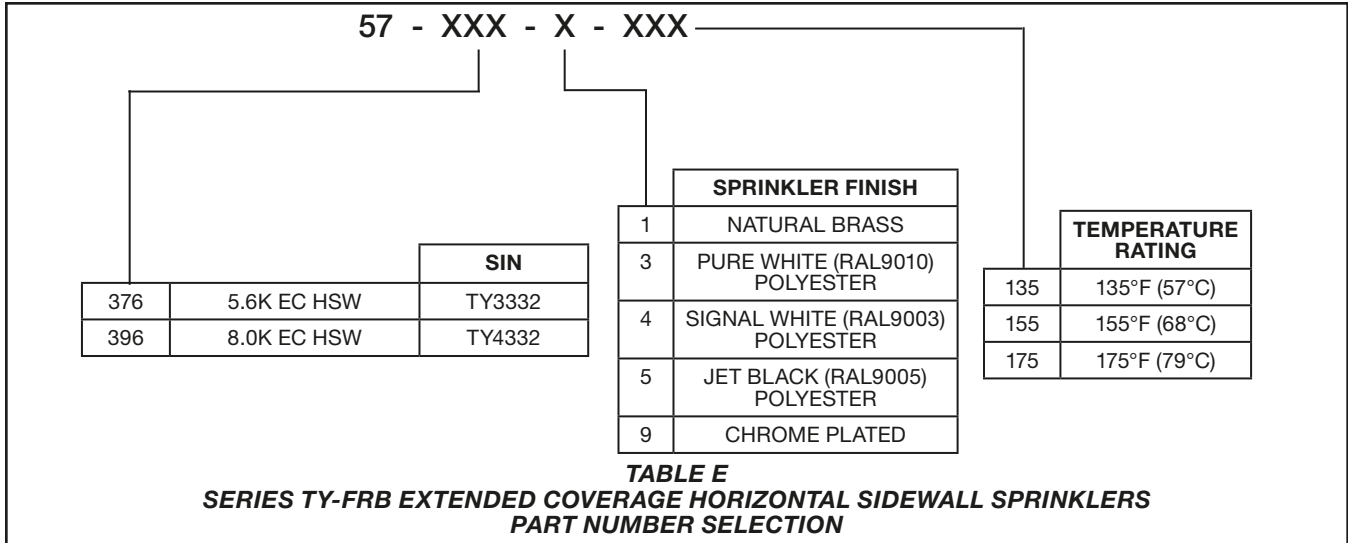 57 - XXX - X - XXX
SIN
376 5.6K EC HSW TY3332
396 8.0K EC HSW TY4332
SPRINKLER FINISH
1 NATURAL BRASS
3 PURE WHITE (RAL9010)
POLYESTER
4 SIGNAL WHITE (RAL9003)
POLYESTER
5 JET BLACK (RAL9005)
POLYESTER
9 CHROME PLATED
TEMPERATURE
RATING
135 135°F (57°C)
155 155°F (68°C)
175 175°F (79°C)
TABLE E
SERIES TY-FRB EXTENDED COVERAGE HORIZONTAL SIDEWALL SPRINKLERS
PART NUMBER SELECTION